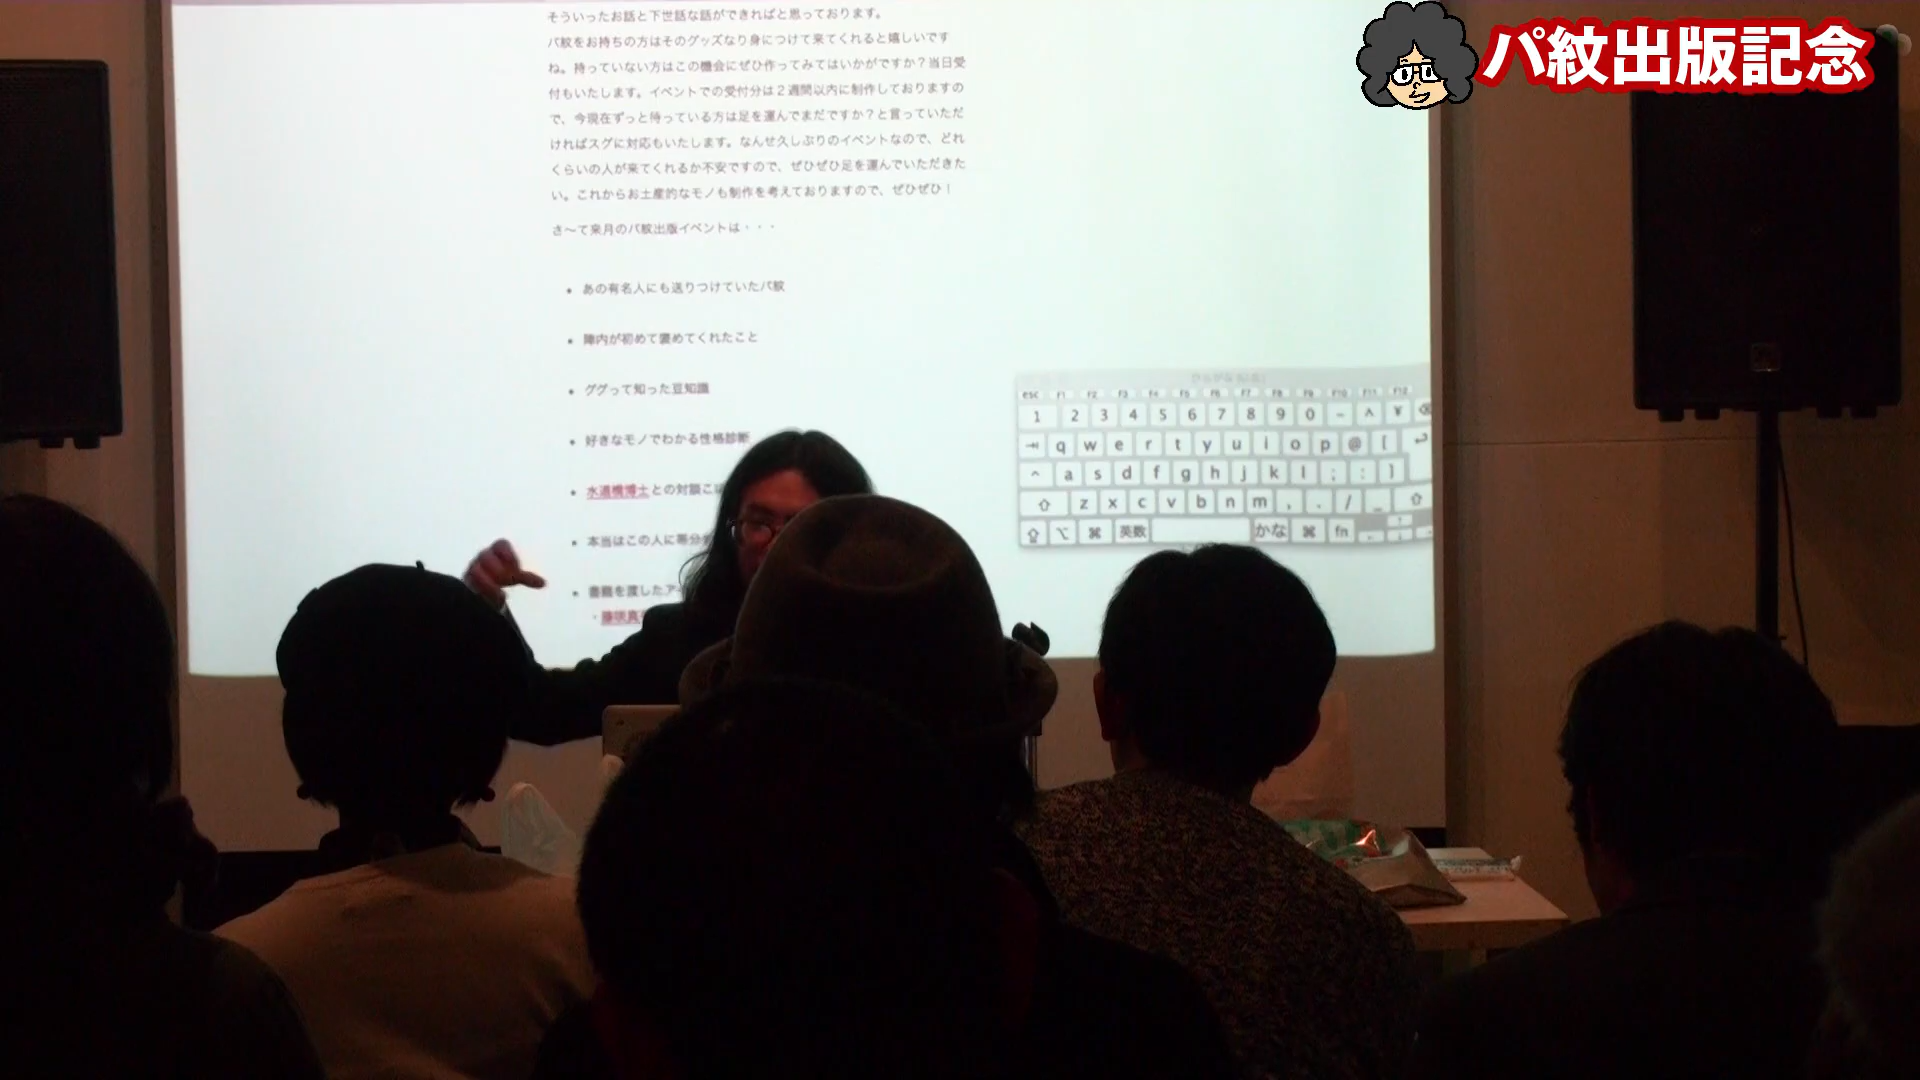 パ紋出版記念
そういったお話と下世話な話ができればと思っております。
パ紋をお持ちの方はそのグッズなり身につけて来てくれると嬉しいです
ね。持っていない方はこの機会にぜひ作ってみてはいかがですか？当日受
付もいたします。イベントでの受付分は２週間以内に制作しておりますの
で、今現在ずっと待っている方は足を運んでまだですか？と言っていただ
ければスグに対応もいたします。なんせ久しぶりのイベントなので、どれ
くらいの人が来てくれるか不安ですので、ぜひぜひ足を運んでいただきた
い。これからお土産的なモノも制作を考えておりますので、ぜひぜひ！
さ〜て来月のパ紋出版イベントは・・・
• あの有名人にも送りつけていたパ紋
• 陣内が初めて褒めてくれたこと
• ググって知った豆知識
• 好きなモノでわかる性格診断
• 水道橋博士との対談こ
• 本当はこの人に帯
• 書籍を渡したア
esc F1 F2 F3 F4 F5 F6 F7 F8 F9 F10 F11 F12
1 2 3 4 5 6 7 8 9 0 - ^ ¥
q w e r t y u i o p @ [
^ a s d f g h j k l ; : ]
z x c v b n m , . / _
⌥ ⌘ 英数 かな ⌘ fn